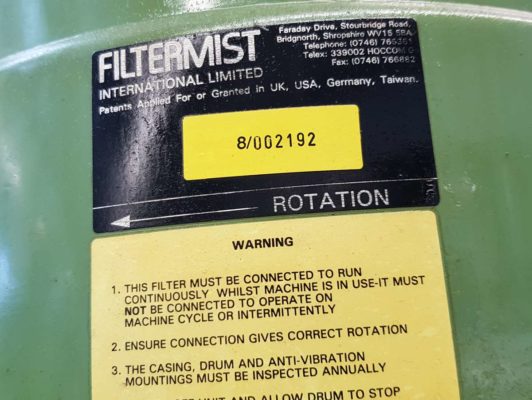 FILTERMIST
INTERNATIONAL LIMITED
Faraday Drive, Stourbridge Road,
Bridgnorth, Shropshire WV15 5BA
Telephone: (0746) 765361
Telex: 339002 HOCCOM G
Fax: (0746) 766882
Patents Applied For or Granted in UK, USA, Germany, Taiwan.
8/002192
ROTATION
WARNING
1. THIS FILTER MUST BE CONNECTED TO RUN
CONTINUOUSLY WHILST MACHINE IS IN USE-IT MUST
NOT BE CONNECTED TO OPERATE ON
MACHINE CYCLE OR INTERMITTENTLY
2. ENSURE CONNECTION GIVES CORRECT ROTATION
3. THE CASING, DRUM AND ANTI-VIBRATION
MOUNTINGS MUST BE INSPECTED ANNUALLY
UNIT AND ALLOW DRUM TO STOP